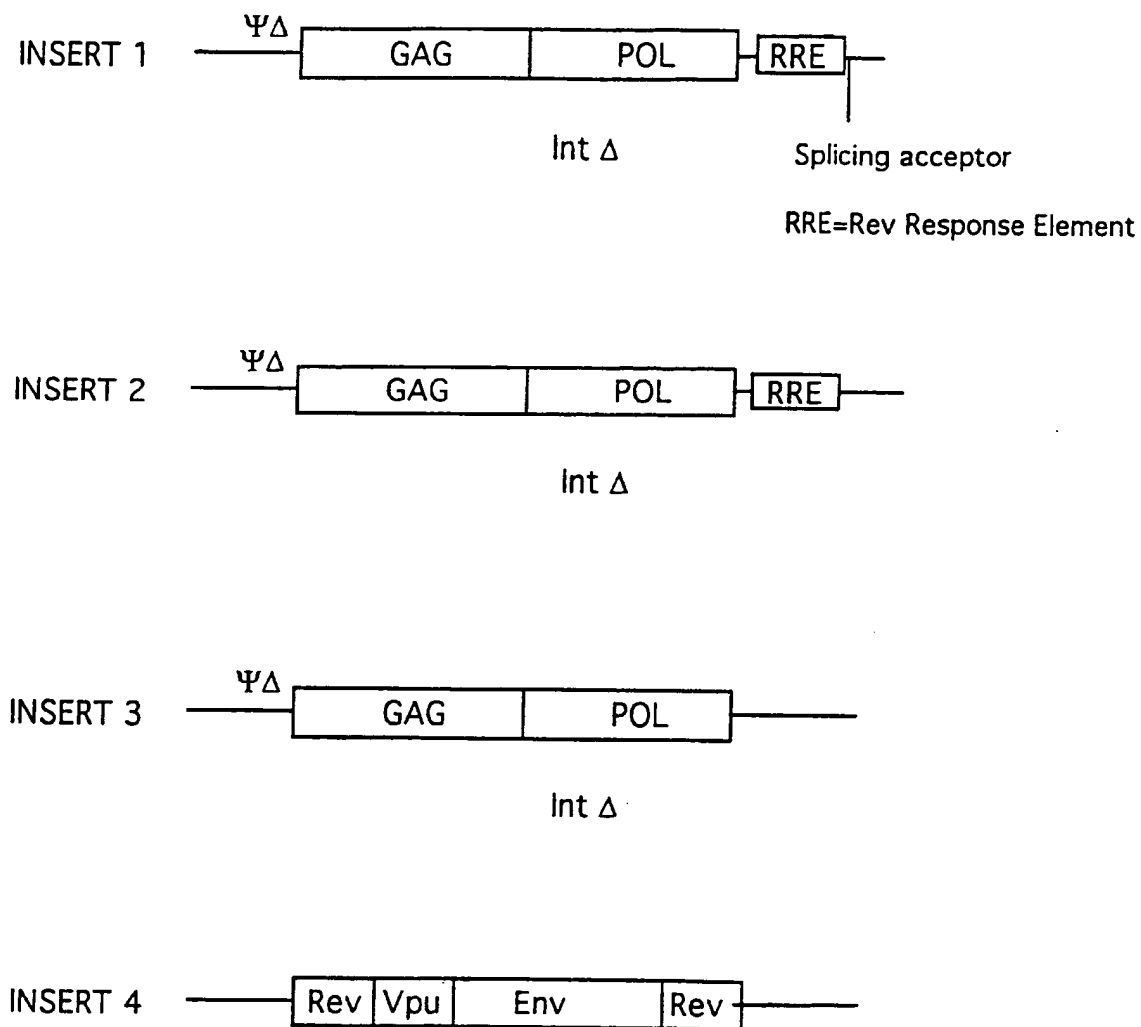 ΨΔ
INSERT 1 GAG POL RRE
Int Δ Splicing acceptor
RRE=Rev Response Element
ΨΔ
INSERT 2 GAG POL RRE
Int Δ
ΨΔ
INSERT 3 GAG POL
Int Δ
INSERT 4 Rev Vpu Env Rev